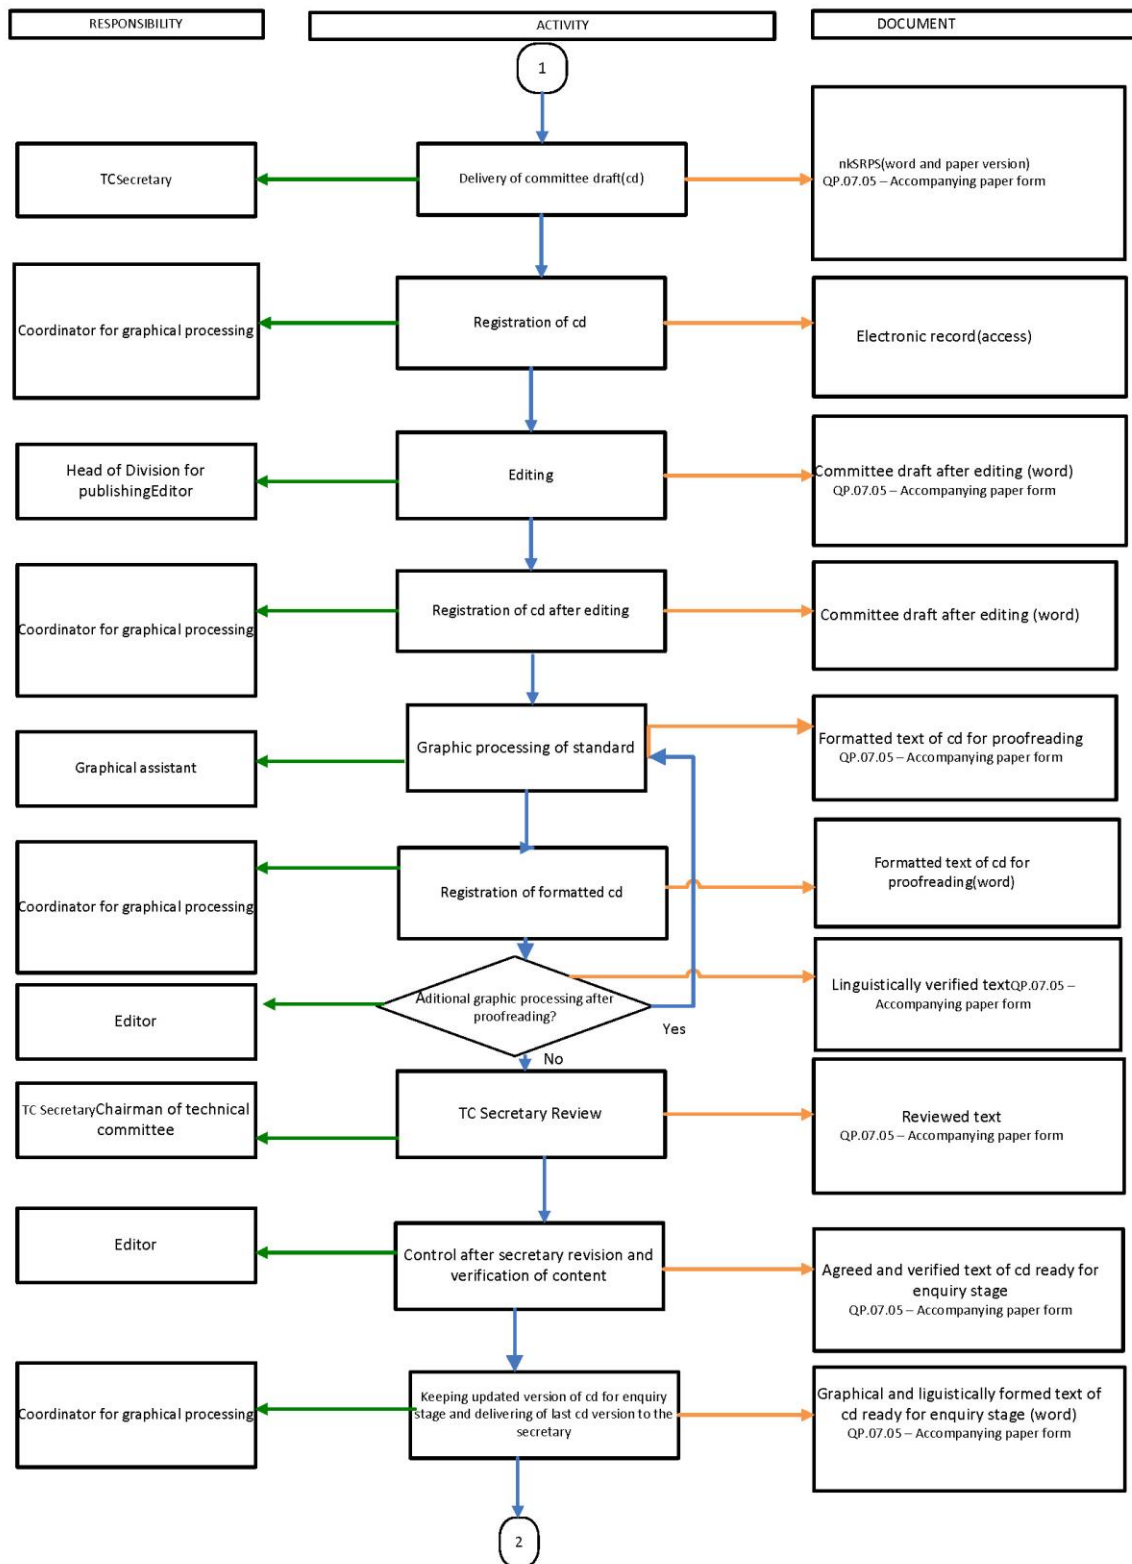 RESPONSIBILITY
ACTIVITY
DOCUMENT
1
TCSecretary
Delivery of committee draft(cd)
nkSRPS(word and paper version)
QP.07.05 – Accompanying paper form
Coordinator for graphical processing
Registration of cd
Electronic record(access)
Head of Division for
publishingEditor
Editing
Committee draft after editing (word)
QP.07.05 – Accompanying paper form
Coordinator for graphical processing
Registration of cd after editing
Committee draft after editing (word)
Graphical assistant
Graphic processing of standard
Formatted text of cd for proofreading
QP.07.05 – Accompanying paper form
Coordinator for graphical processing
Registration of formatted cd
Formatted text of cd for
proofreading(word)
Editor
Aditional graphic processing after
proofreading?
Yes
No
Linguistically verified textQP.07.05 –
Accompanying paper form
TC SecretaryChairman of technical
committee
TC Secretary Review
Reviewed text
QP.07.05 – Accompanying paper form
Editor
Control after secretary revision and
verification of content
Agreed and verified text of cd ready for
enquiry stage
QP.07.05 – Accompanying paper form
Coordinator for graphical processing
Keeping updated version of cd for enquiry
stage and delivering of last cd version to the
secretary
Graphical and liguistically formed text of
cd ready for enquiry stage (word)
QP.07.05 – Accompanying paper form
2